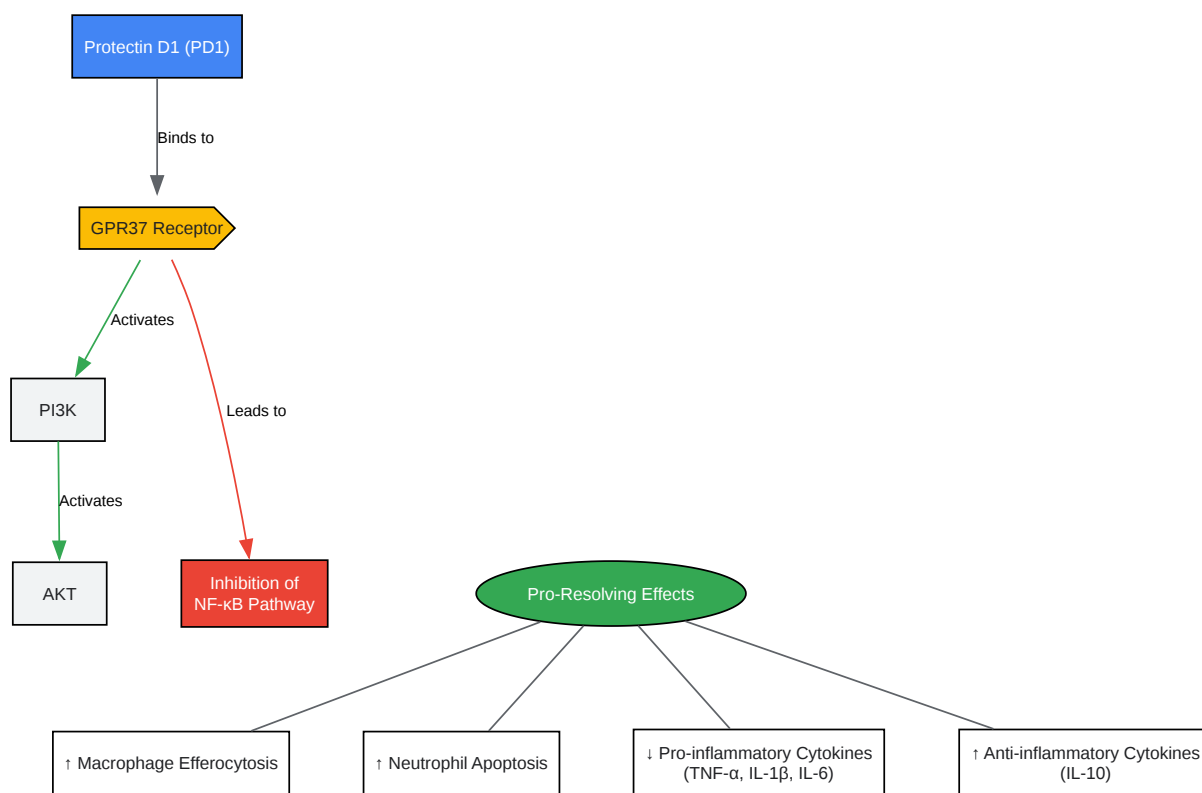 Protectin D1 (PD1)
Binds to
GPR37 Receptor
Activates
PI3K
Leads to
Activates
AKT
Inhibition of
NF-κB Pathway
Pro-Resolving Effects
↑ Macrophage Efferocytosis
↑ Neutrophil Apoptosis
↓ Pro-inflammatory Cytokines
(TNF-α, IL-1β, IL-6)
↑ Anti-inflammatory Cytokines
(IL-10)